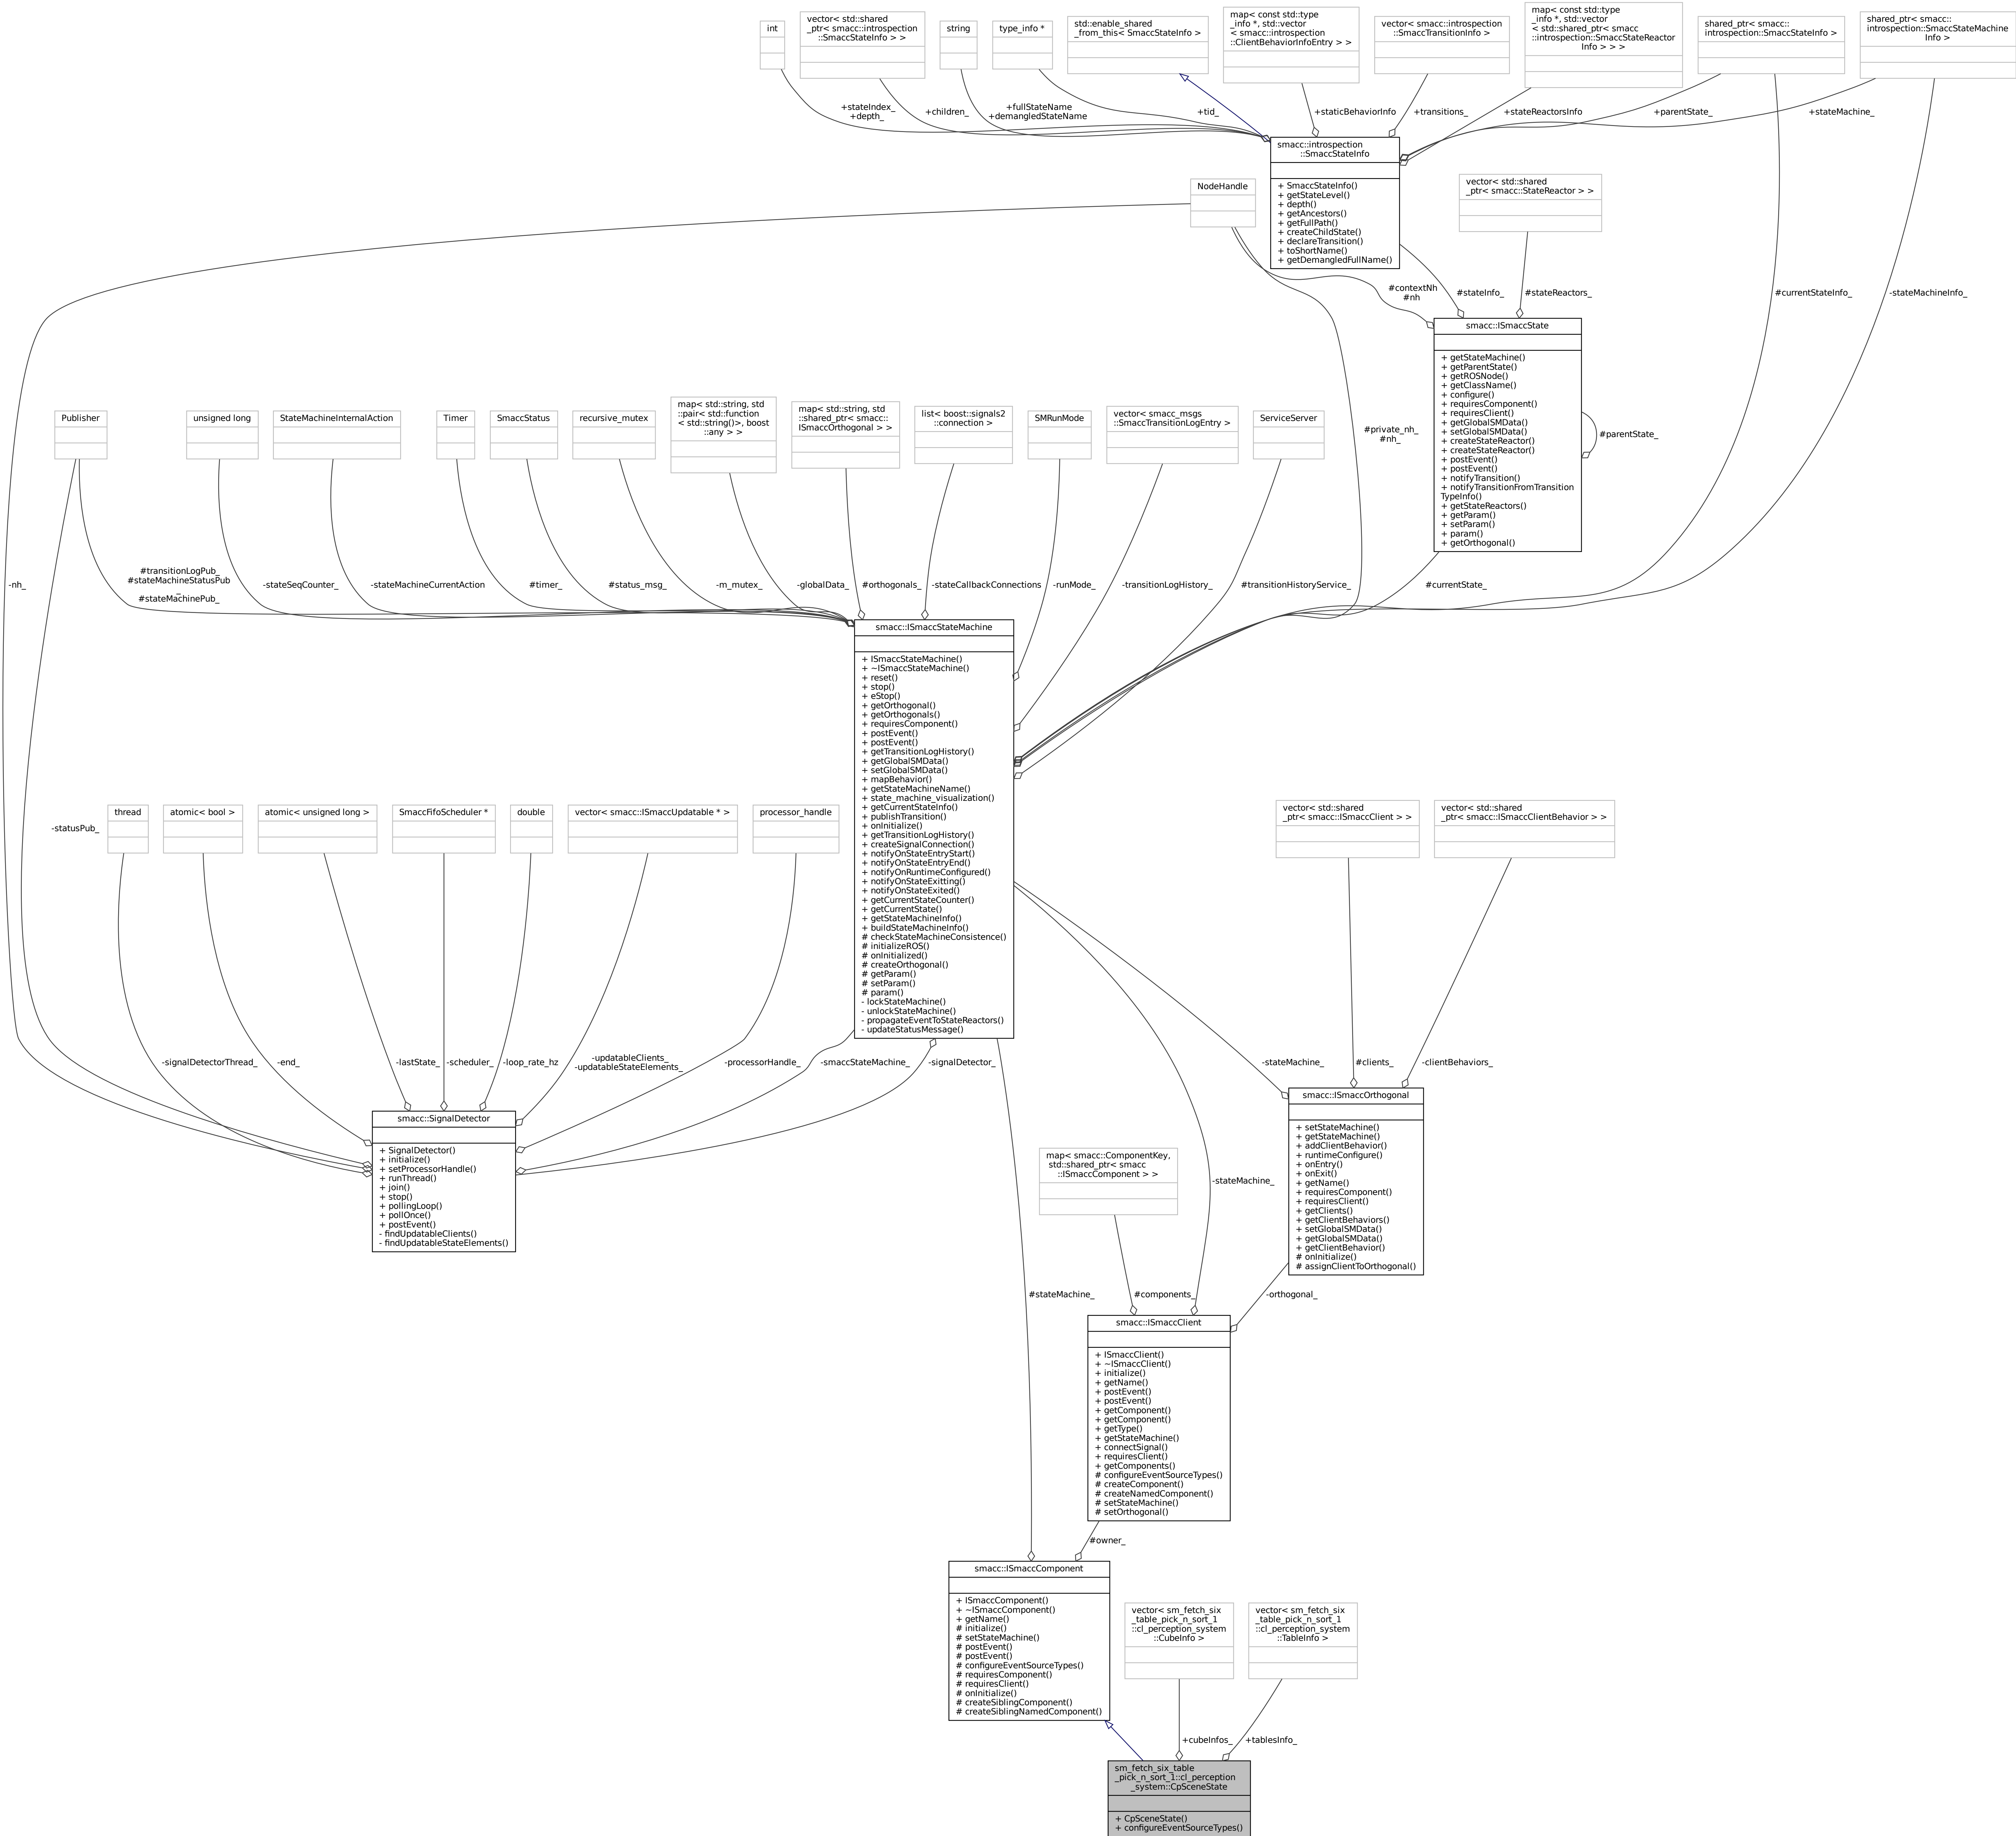 int
vector< std::shared
_ptr< smacc::introspection
::SmaccStateInfo > >
string
type_info *
std::enable_shared
_from_this< SmaccStateInfo >
map< const std::type
_info *, std::vector
< smacc::introspection
::ClientBehaviorInfoEntry > >
vector< smacc::introspection
::SmaccTransitionInfo >
map< const std::type
_info *, std::vector
< std::shared_ptr< smacc
::introspection::SmaccStateReactor
Info > > >
shared_ptr< smacc::
introspection::SmaccStateInfo >
shared_ptr< smacc::
introspection::SmaccStateMachine
Info >
+stateIndex_
+depth_
+children_
+fullStateName
+demangledStateName
+tid_
+staticBehaviorInfo
+transitions_
+stateReactorsInfo
+parentState_
+stateMachine_
smacc::introspection
::SmaccStateInfo
+ SmaccStateInfo()
+ getStateLevel()
+ depth()
+ getAncestors()
+ getFullPath()
+ createChildState()
+ declareTransition()
+ toShortName()
+ getDemangledFullName()
NodeHandle
vector< std::shared
_ptr< smacc::StateReactor > >
#contextNh
#nh
#stateInfo_
#stateReactors_
#currentStateInfo_
-stateMachineInfo_
smacc::ISmaccState
+ getStateMachine()
+ getParentState()
+ getROSNode()
+ getClassName()
+ configure()
+ requiresComponent()
+ requiresClient()
+ getGlobalSMData()
+ setGlobalSMData()
+ createStateReactor()
+ createStateReactor()
+ postEvent()
+ postEvent()
+ notifyTransition()
+ notifyTransitionFromTransition
TypeInfo()
+ getStateReactors()
+ getParam()
+ setParam()
+ param()
+ getOrthogonal()
#parentState_
Publisher
unsigned long
StateMachineInternalAction
Timer
SmaccStatus
recursive_mutex
map< std::string, std
::pair< std::function
< std::string()>, boost
::any > >
map< std::string, std
::shared_ptr< smacc::
ISmaccOrthogonal > >
list< boost::signals2
::connection >
SMRunMode
vector< smacc_msgs
::SmaccTransitionLogEntry >
ServiceServer
#private_nh_
#nh_
-nh_
#transitionLogPub_
#stateMachineStatusPub
_
#stateMachinePub_
-stateSeqCounter_
-stateMachineCurrentAction
#timer_
#status_msg_
-m_mutex_
-globalData_
#orthogonals_
-stateCallbackConnections
-runMode_
-transitionLogHistory_
#transitionHistoryService_
#currentState_
smacc::ISmaccStateMachine
+ ISmaccStateMachine()
+ ~ISmaccStateMachine()
+ reset()
+ stop()
+ eStop()
+ getOrthogonal()
+ getOrthogonals()
+ requiresComponent()
+ postEvent()
+ postEvent()
+ getTransitionLogHistory()
+ getGlobalSMData()
+ setGlobalSMData()
+ mapBehavior()
+ getStateMachineName()
+ state_machine_visualization()
+ getCurrentStateInfo()
+ publishTransition()
+ onInitialize()
+ getTransitionLogHistory()
+ createSignalConnection()
+ notifyOnStateEntryStart()
+ notifyOnStateEntryEnd()
+ notifyOnRuntimeConfigured()
+ notifyOnStateExitting()
+ notifyOnStateExited()
+ getCurrentStateCounter()
+ getCurrentState()
+ getStateMachineInfo()
+ buildStateMachineInfo()
# checkStateMachineConsistence()
# initializeROS()
# onInitialized()
# createOrthogonal()
# getParam()
# setParam()
# param()
- lockStateMachine()
- unlockStateMachine()
- propagateEventToStateReactors()
- updateStatusMessage()
-statusPub_
thread
atomic< bool >
atomic< unsigned long >
SmaccFifoScheduler *
double
vector< smacc::ISmaccUpdatable * >
processor_handle
vector< std::shared
_ptr< smacc::ISmaccClient > >
vector< std::shared
_ptr< smacc::ISmaccClientBehavior > >
-signalDetectorThread_
-end_
-lastState_
-scheduler_
-loop_rate_hz
-updatableClients_
-updatableStateElements_
-processorHandle_
-smaccStateMachine_
-signalDetector_
-stateMachine_
#clients_
-clientBehaviors_
smacc::SignalDetector
+ SignalDetector()
+ initialize()
+ setProcessorHandle()
+ runThread()
+ join()
+ stop()
+ pollingLoop()
+ pollOnce()
+ postEvent()
- findUpdatableClients()
- findUpdatableStateElements()
smacc::ISmaccOrthogonal
+ setStateMachine()
+ getStateMachine()
+ addClientBehavior()
+ runtimeConfigure()
+ onEntry()
+ onExit()
+ getName()
+ requiresComponent()
+ requiresClient()
+ getClients()
+ getClientBehaviors()
+ setGlobalSMData()
+ getGlobalSMData()
+ getClientBehavior()
# onInitialize()
# assignClientToOrthogonal()
map< smacc::ComponentKey,
std::shared_ptr< smacc
::ISmaccComponent > >
-stateMachine_
#stateMachine_
#components_
-orthogonal_
smacc::ISmaccClient
+ ISmaccClient()
+ ~ISmaccClient()
+ initialize()
+ getName()
+ postEvent()
+ postEvent()
+ getComponent()
+ getComponent()
+ getType()
+ getStateMachine()
+ connectSignal()
+ requiresClient()
+ getComponents()
# configureEventSourceTypes()
# createComponent()
# createNamedComponent()
# setStateMachine()
# setOrthogonal()
#owner_
smacc::ISmaccComponent
+ ISmaccComponent()
+ ~ISmaccComponent()
+ getName()
# initialize()
# setStateMachine()
# postEvent()
# postEvent()
# configureEventSourceTypes()
# requiresComponent()
# requiresClient()
# onInitialize()
# createSiblingComponent()
# createSiblingNamedComponent()
vector< sm_fetch_six
_table_pick_n_sort_1
::cl_perception_system
::CubeInfo >
vector< sm_fetch_six
_table_pick_n_sort_1
::cl_perception_system
::TableInfo >
+cubeInfos_
+tablesInfo_
sm_fetch_six_table
_pick_n_sort_1::cl_perception
_system::CpSceneState
+ CpSceneState()
+ configureEventSourceTypes()